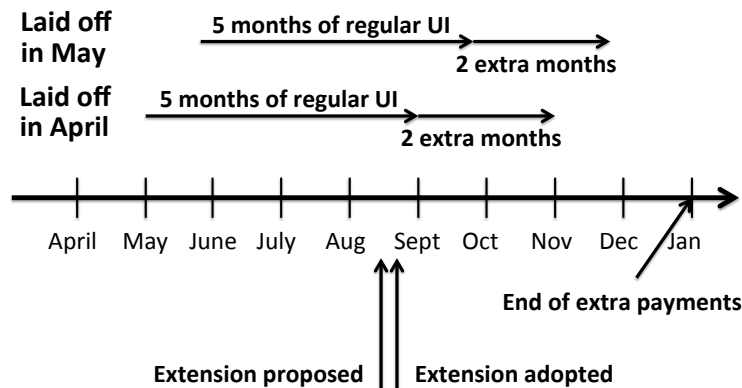 Laid off
in May
5 months of regular UI
2 extra months
Laid off
in April
5 months of regular UI
2 extra months
April May June July Aug Sept Oct Nov Dec Jan
End of extra payments
Extension proposed Extension adopted